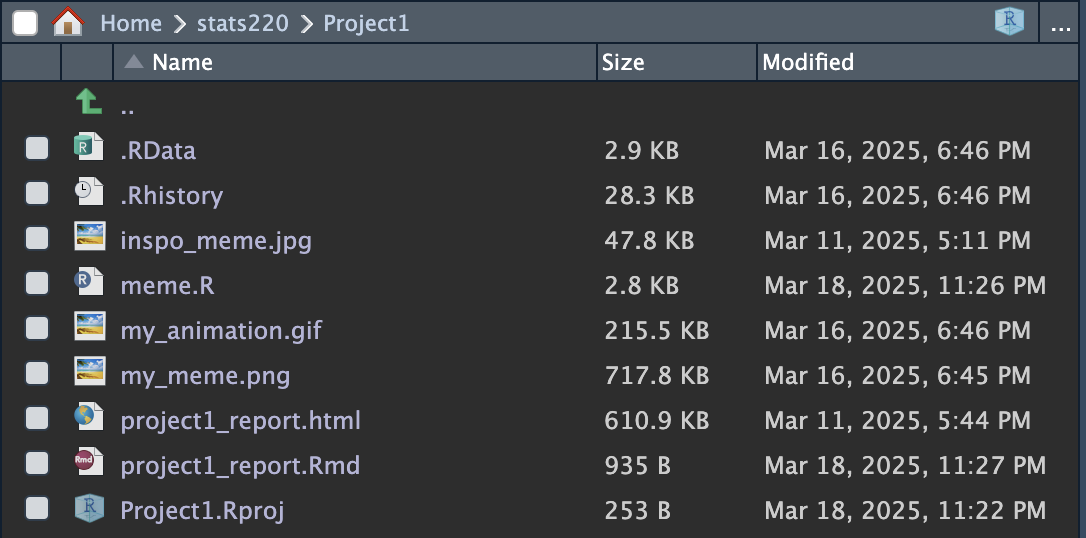 Home stats220 Project1 R ...
Name Size Modified
..
R .RData 2.9 KB Mar 16, 2025, 6:46 PM
.Rhistory 28.3 KB Mar 16, 2025, 6:46 PM
inspo_meme.jpg 47.8 KB Mar 11, 2025, 5:11 PM
R meme.R 2.8 KB Mar 18, 2025, 11:26 PM
my_animation.gif 215.5 KB Mar 16, 2025, 6:46 PM
my_meme.png 717.8 KB Mar 16, 2025, 6:45 PM
project1_report.html 610.9 KB Mar 11, 2025, 5:44 PM
Rmd project1_report.Rmd 935 B Mar 18, 2025, 11:27 PM
R Project1.Rproj 253 B Mar 18, 2025, 11:22 PM